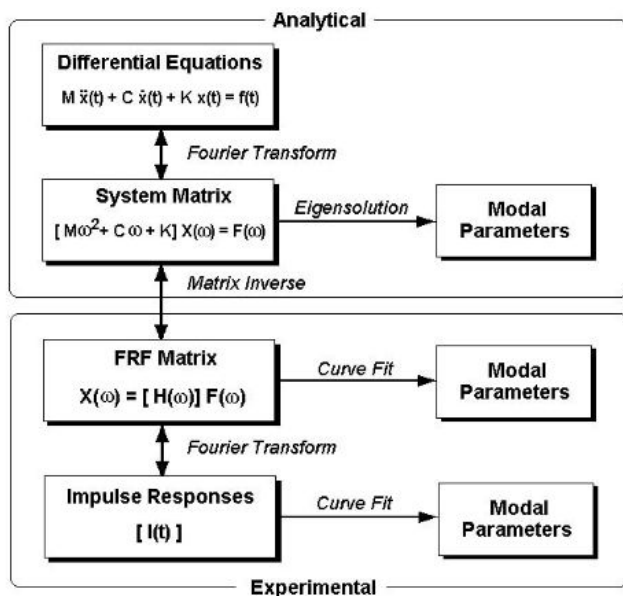 Analytical
Differential Equations
M ẍ(t) + C ẋ(t) + K x(t) = f(t)
Fourier Transform
System Matrix
[ Mω²+ C ω + K] X(ω) = F(ω)
Eigensolution
Modal
Parameters
Matrix Inverse
FRF Matrix
X(ω) = [ H(ω)] F(ω)
Curve Fit
Modal
Parameters
Fourier Transform
Impulse Responses
[ I(t) ]
Curve Fit
Modal
Parameters
Experimental